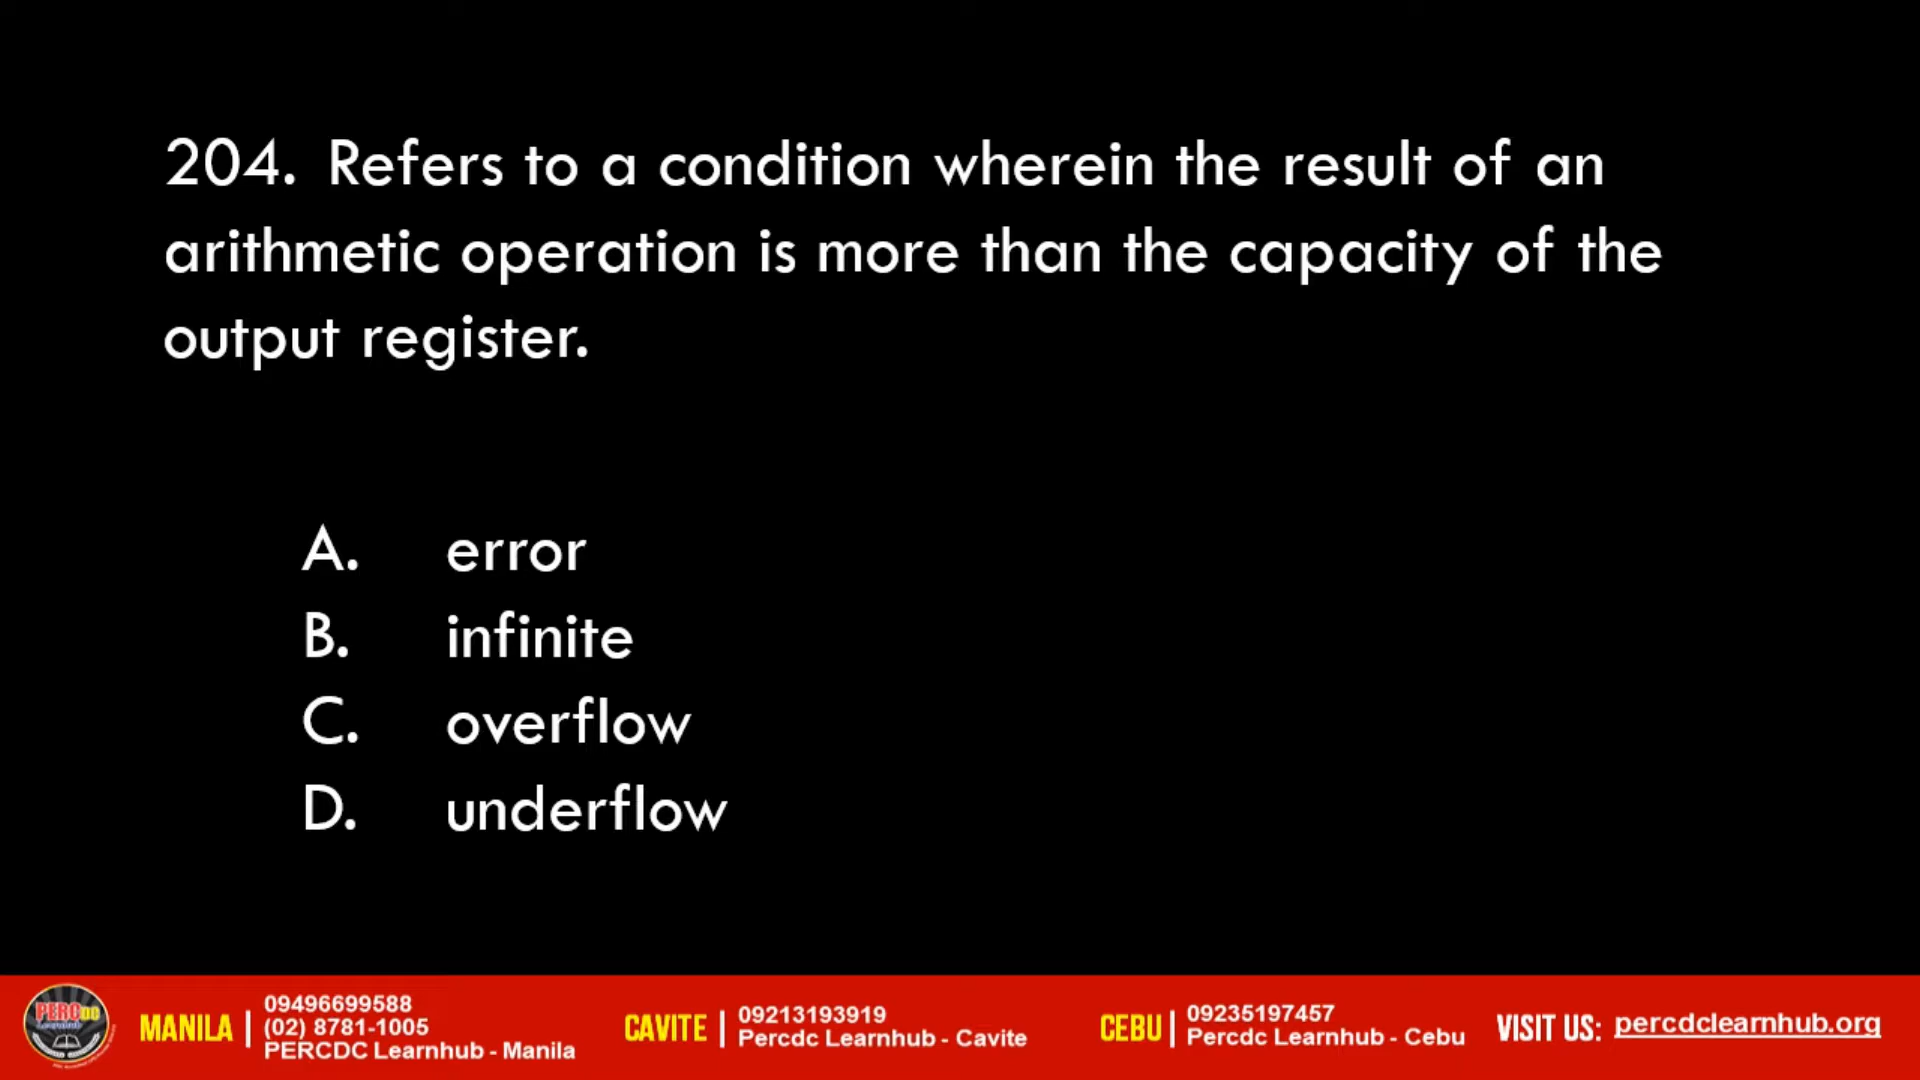 204. Refers to a condition wherein the result of an
arithmetic operation is more than the capacity of the
output register.
A. error
B. infinite
C. overflow
D. underflow
PERCDC
Learnhub
MANILA | 09496699588
(02) 8781-1005
PERCDC Learnhub - Manila
CAVITE | 09213193919
Percdc Learnhub - Cavite
CEBU | 09235197457
Percdc Learnhub - Cebu
VISIT US: percdclearnhub.org